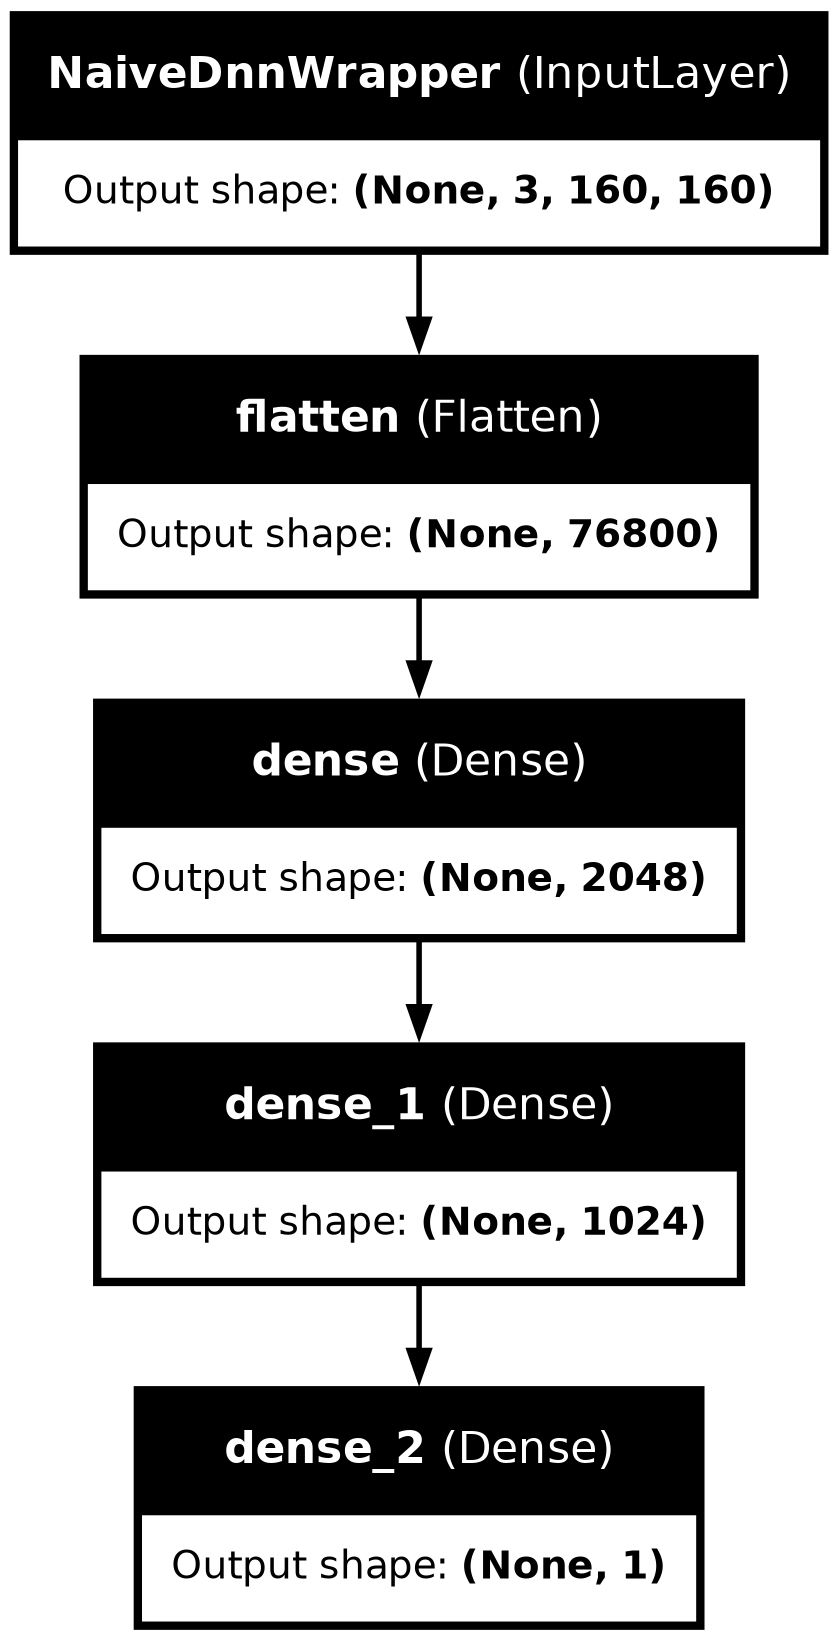 NaiveDnnWrapper (InputLayer)
Output shape: (None, 3, 160, 160)
flatten (Flatten)
Output shape: (None, 76800)
dense (Dense)
Output shape: (None, 2048)
dense_1 (Dense)
Output shape: (None, 1024)
dense_2 (Dense)
Output shape: (None, 1)